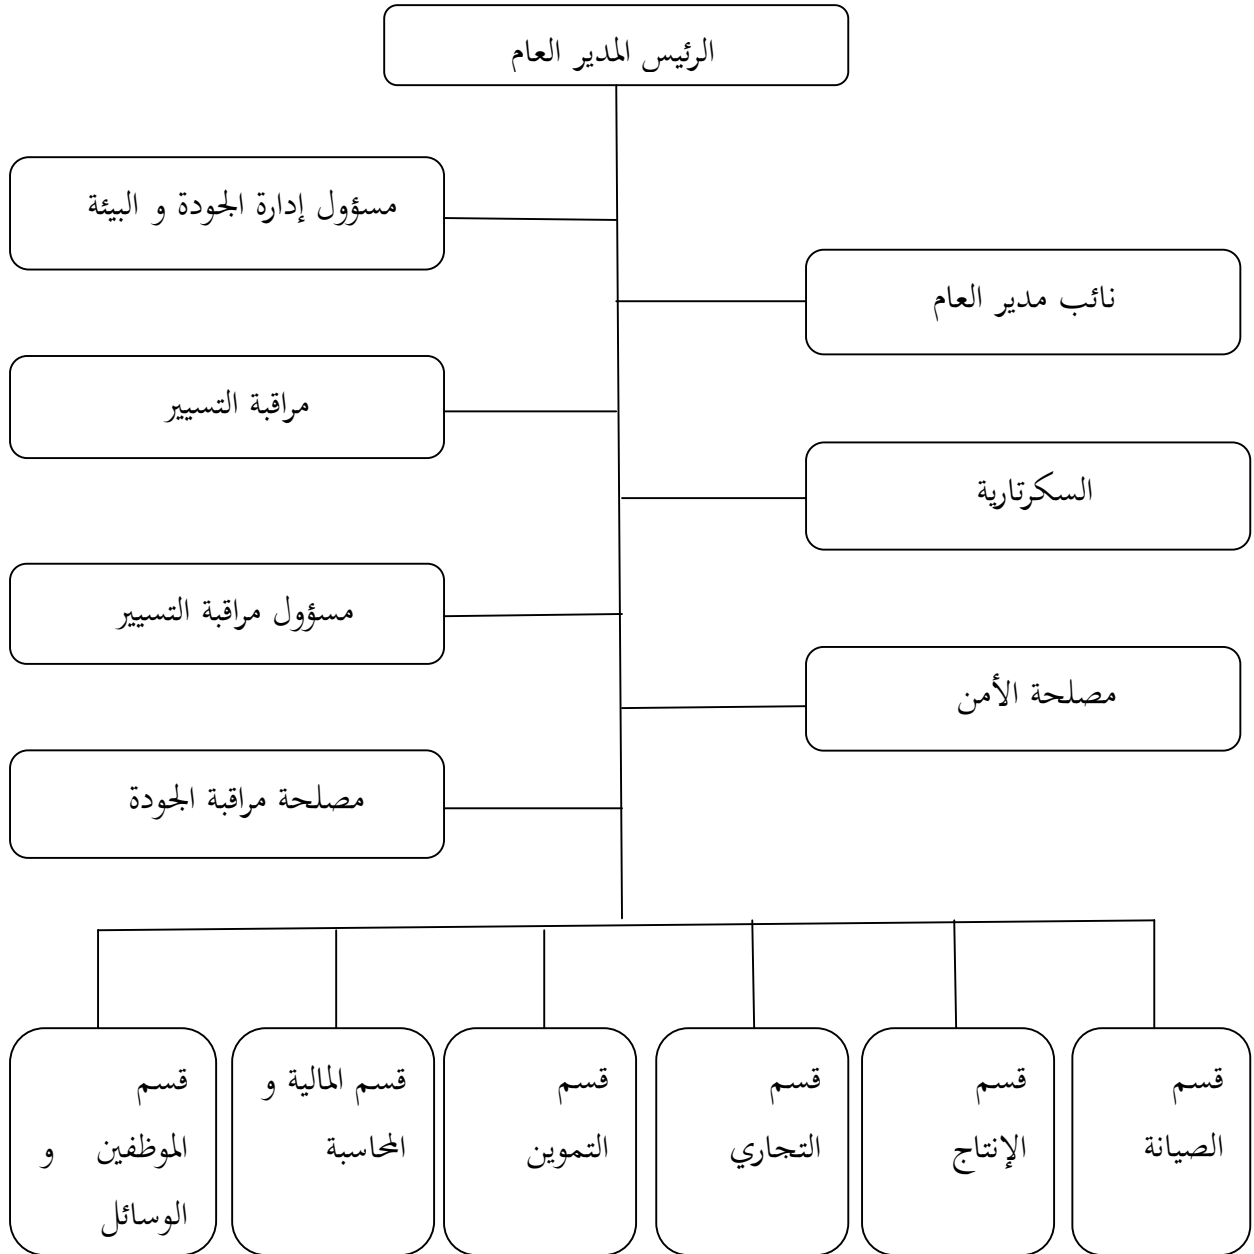 الرئيس المدير العام
مسؤول إدارة الجودة و البيئة
نائب مدير العام
مراقبة التسيير
السكرتارية
مسؤول مراقبة التسيير
مصلحة الأمن
مصلحة مراقبة الجودة
قسم
الصيانة
قسم
الإنتاج
قسم
التجاري
قسم
التموين
قسم المالية و
المحاسبة
قسم
الموظفين و
الوسائل